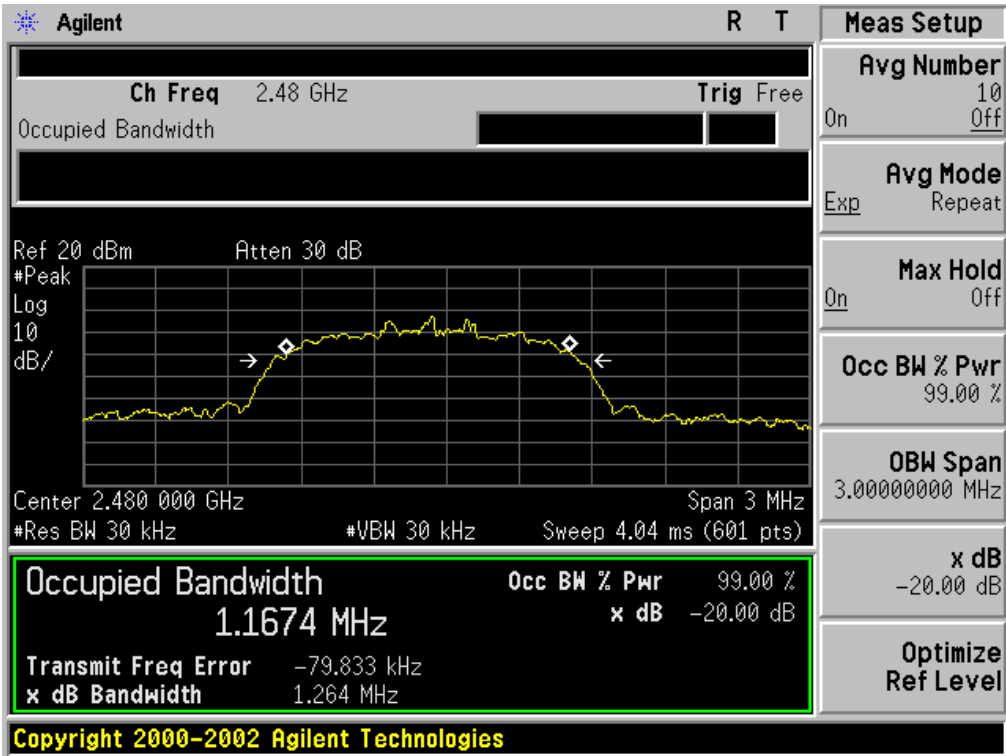 Agilent R T
Ch Freq 2.48 GHz Trig Free
Occupied Bandwidth
Ref 20 dBm Atten 30 dB
#Peak
Log
10
dB/
Center 2.480 000 GHz Span 3 MHz
#Res BW 30 kHz #VBW 30 kHz Sweep 4.04 ms (601 pts)
Occupied Bandwidth Occ BW % Pwr 99.00 %
1.1674 MHz x dB -20.00 dB
Transmit Freq Error -79.833 kHz
x dB Bandwidth 1.264 MHz
Copyright 2000-2002 Agilent Technologies
Meas Setup
Avg Number
10
On Off
Avg Mode
Exp Repeat
Max Hold
On Off
Occ BW % Pwr
99.00 %
OBW Span
3.00000000 MHz
x dB
-20.00 dB
Optimize
Ref Level